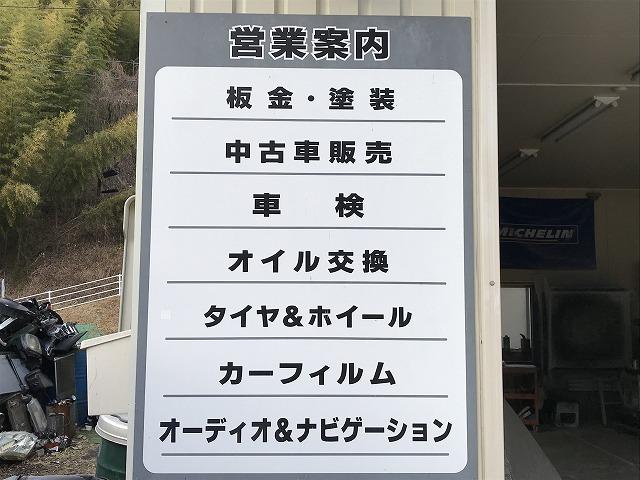 営業案内
板金・塗装
中古車販売
車検
オイル交換
タイヤ&ホイール
カーフィルム
オーディオ&ナビゲーション
MICHELIN